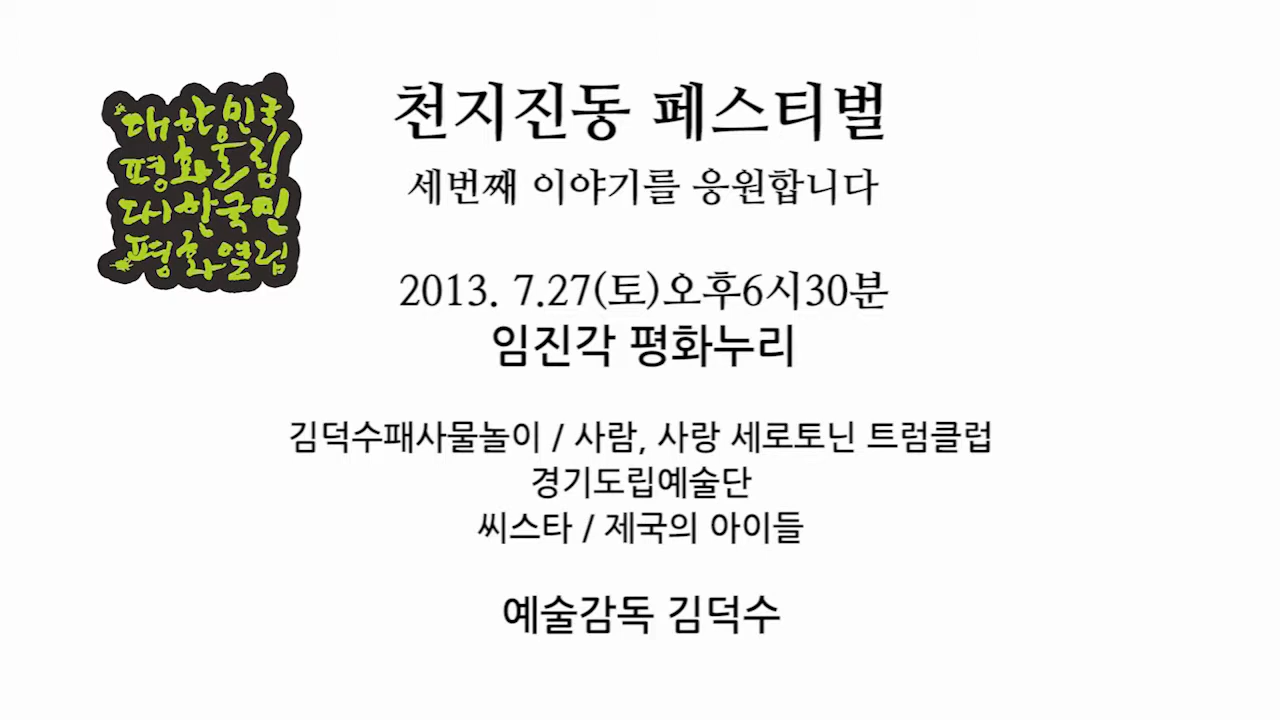 대한민국
평화울림
대한국민
평화열림
천지진동 페스티벌
세번째 이야기를 응원합니다
2013. 7.27(토)오후6시30분
임진각 평화누리
김덕수패사물놀이 / 사람, 사랑 세로토닌 트럼클럽
경기도립예술단
씨스타 / 제국의 아이들
예술감독 김덕수